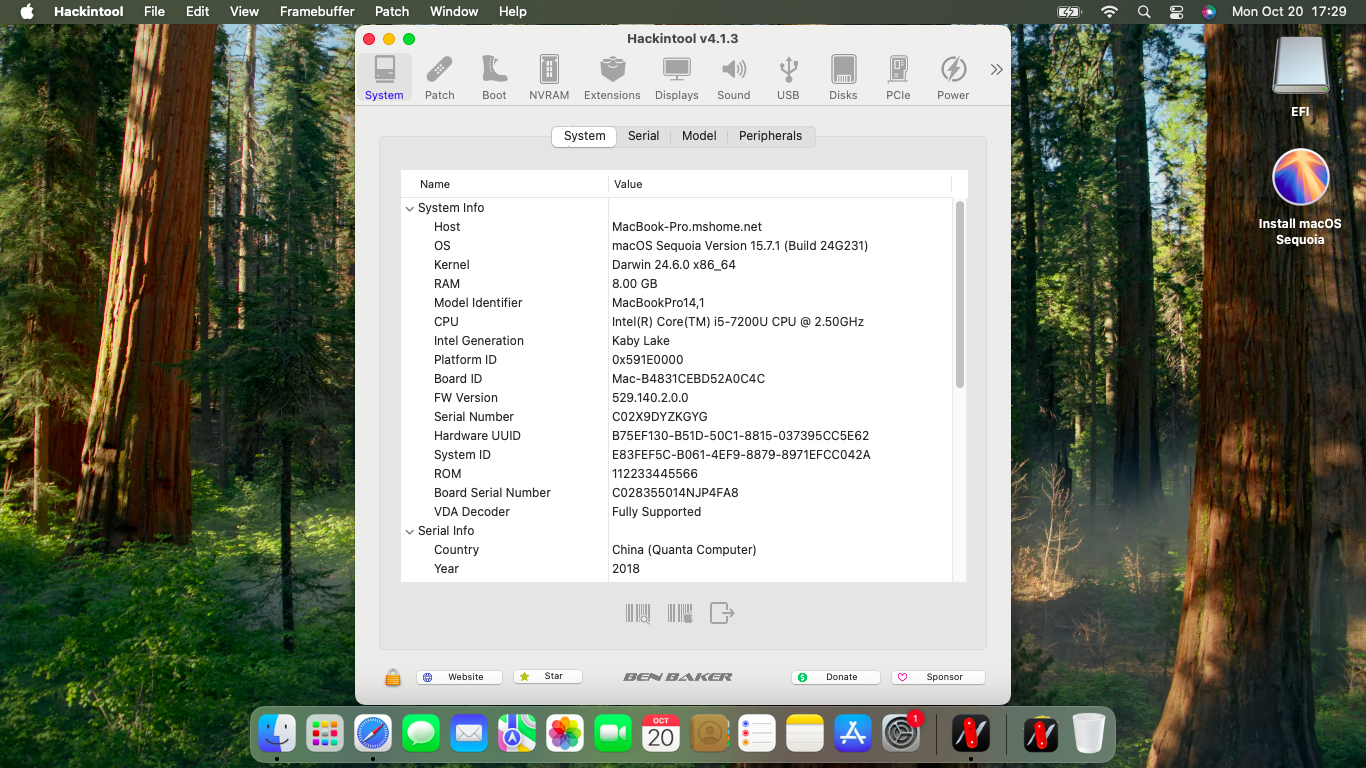 Hackintool File Edit View Framebuffer Patch Window Help Mon Oct 20 17:29
Hackintool v4.1.3
System Patch Boot NVRAM Extensions Displays Sound USB Disks PCIe Power
System Serial Model Peripherals
Name Value
System Info
Host MacBook-Pro.mshome.net
OS macOS Sequoia Version 15.7.1 (Build 24G231)
Kernel Darwin 24.6.0 x86_64
RAM 8.00 GB
Model Identifier MacBookPro14,1
CPU Intel(R) Core(TM) i5-7200U CPU @ 2.50GHz
Intel Generation Kaby Lake
Platform ID 0x591E0000
Board ID Mac-B4831CEBD52A0C4C
FW Version 529.140.2.0.0
Serial Number C02X9DYZKGYG
Hardware UUID B75EF130-B51D-50C1-8815-037395CC5E62
System ID E83FEF5C-B061-4EF9-8879-8971EFCC042A
ROM 112233445566
Board Serial Number C028355014NJP4FA8
VDA Decoder Fully Supported
Serial Info
Country China (Quanta Computer)
Year 2018
Website Star BEN BAKER Donate Sponsor
EFI
Install macOS
Sequoia
OCT
20
1